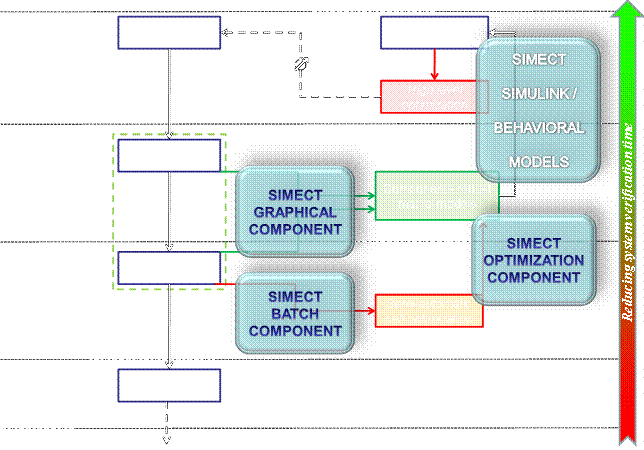 SIMECT
SIMULINK /
BEHAVIORAL
MODELS
SIMECT
GRAPHICAL
COMPONENT
SIMECT
OPTIMIZATION
COMPONENT
SIMECT
BATCH
COMPONENT
Reducing system verification time